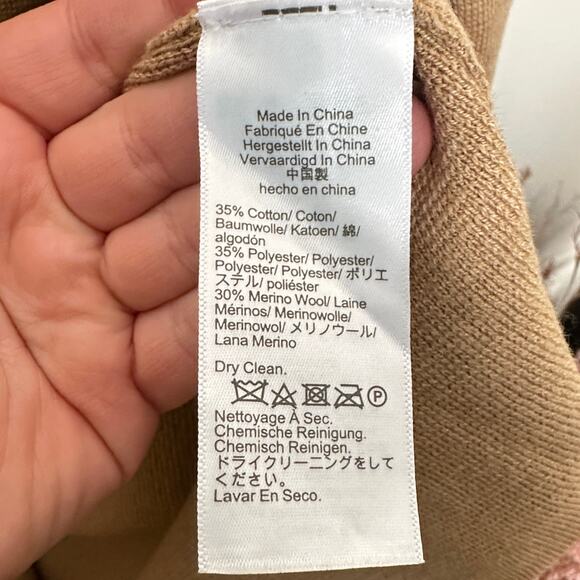 Made In China
Fabriqué En Chine
Hergestellt In China
Vervaardigd In China
中国製
hecho en china
35% Cotton/ Coton/
Baumwolle/ Katoen/ 綿/
algodón
35% Polyester/ Polyester/
Polyester/ Polyester/ ポリエ
ステル/ poliéster
30% Merino Wool/ Laine
Mérinos/ Merinowolle/
Merinowol/ メリノウール/
Lana Merino
Dry Clean.
P
Nettoyage À Sec.
Chemische Reinigung.
Chemisch Reinigen.
ドライクリーニングをして
ください。
Lavar En Seco.